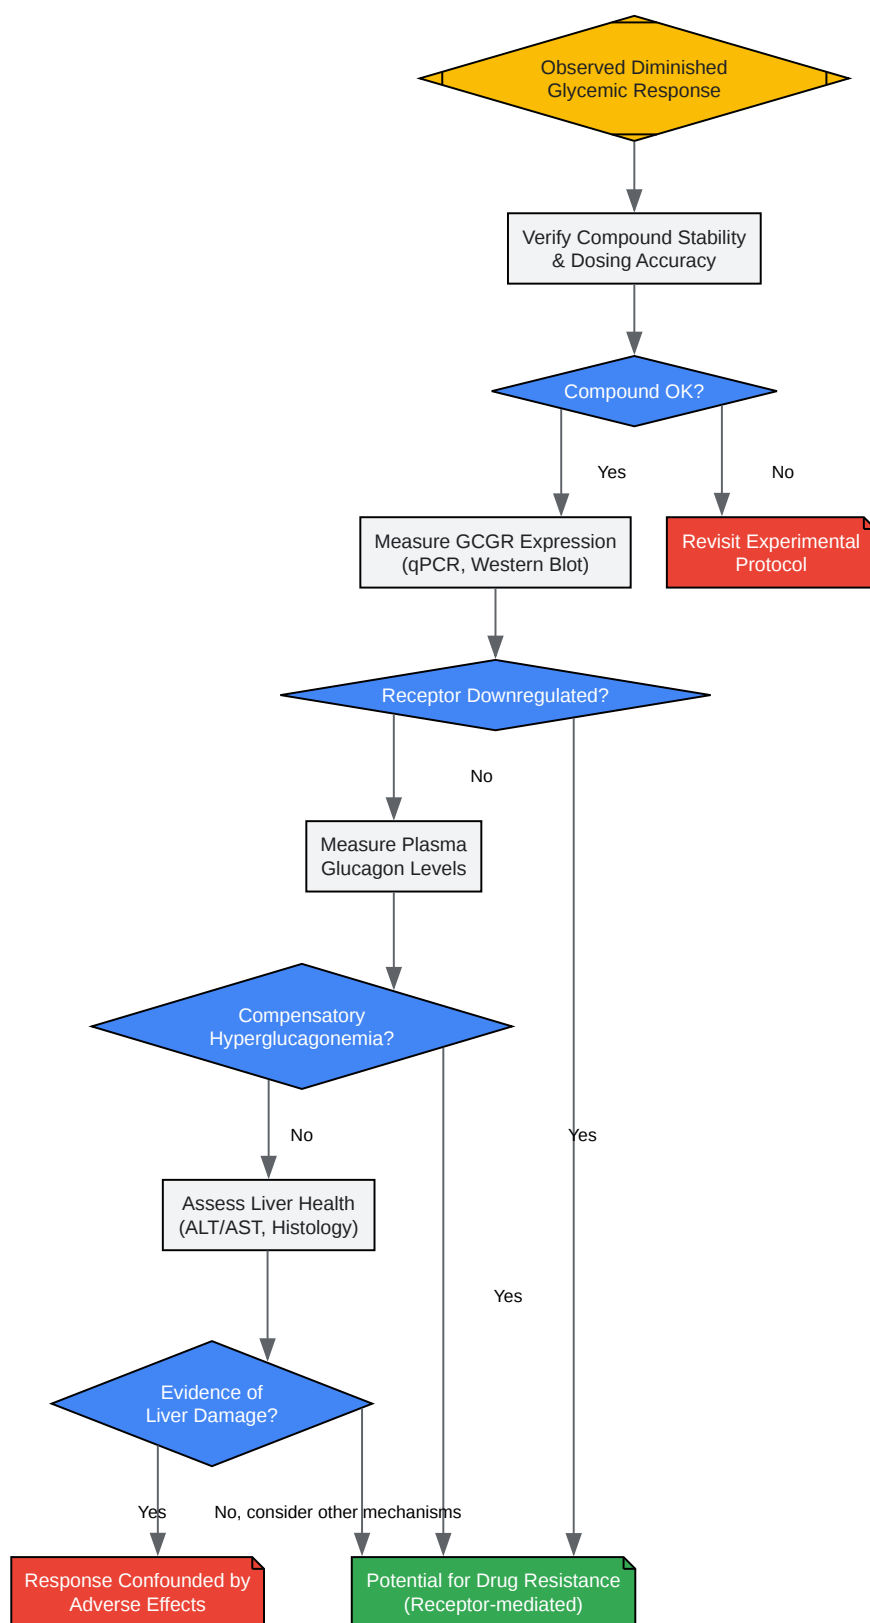 Observed Diminished
Glycemic Response
Verify Compound Stability
& Dosing Accuracy
Compound OK?
Yes
No
Measure GCGR Expression
(qPCR, Western Blot)
Revisit Experimental
Protocol
Receptor Downregulated?
No
Measure Plasma
Glucagon Levels
Compensatory
Hyperglucagonemia?
No
Yes
Assess Liver Health
(ALT/AST, Histology)
Yes
Evidence of
Liver Damage?
Yes
No, consider other mechanisms
Response Confounded by
Adverse Effects
Potential for Drug Resistance
(Receptor-mediated)